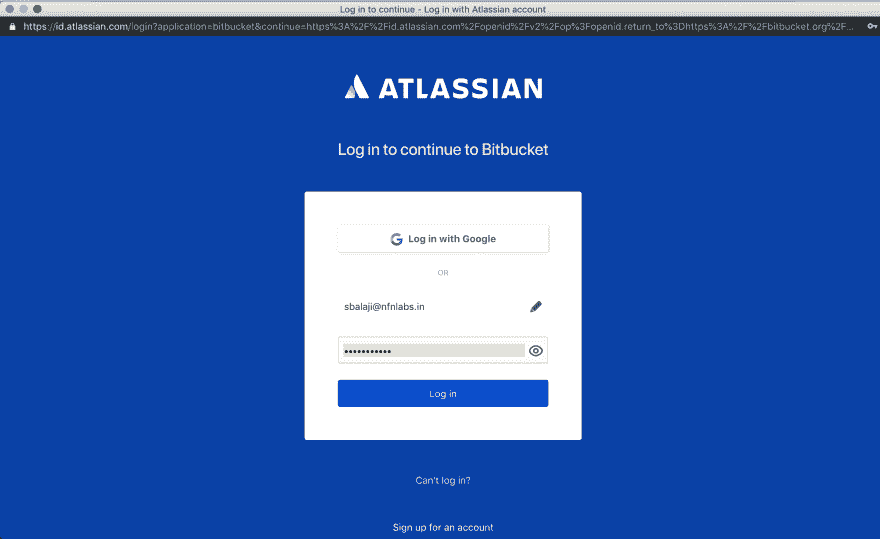 Log in to continue - Log in with Atlassian account
https://id.atlassian.com/login?application=bitbucket&continue=https%3A%2F%2Fid.atlassian.com%2Fopenid%2Fv2%2Fop%3Fopenid.return_to%3Dhttps%3A%2F%2Fbitbucket.org%2F...
ATLASSIAN
Log in to continue to Bitbucket
Log in with Google
OR
sbalaji@nfnlabs.in
•••••••••••
Log in
Can't log in?
Sign up for an account